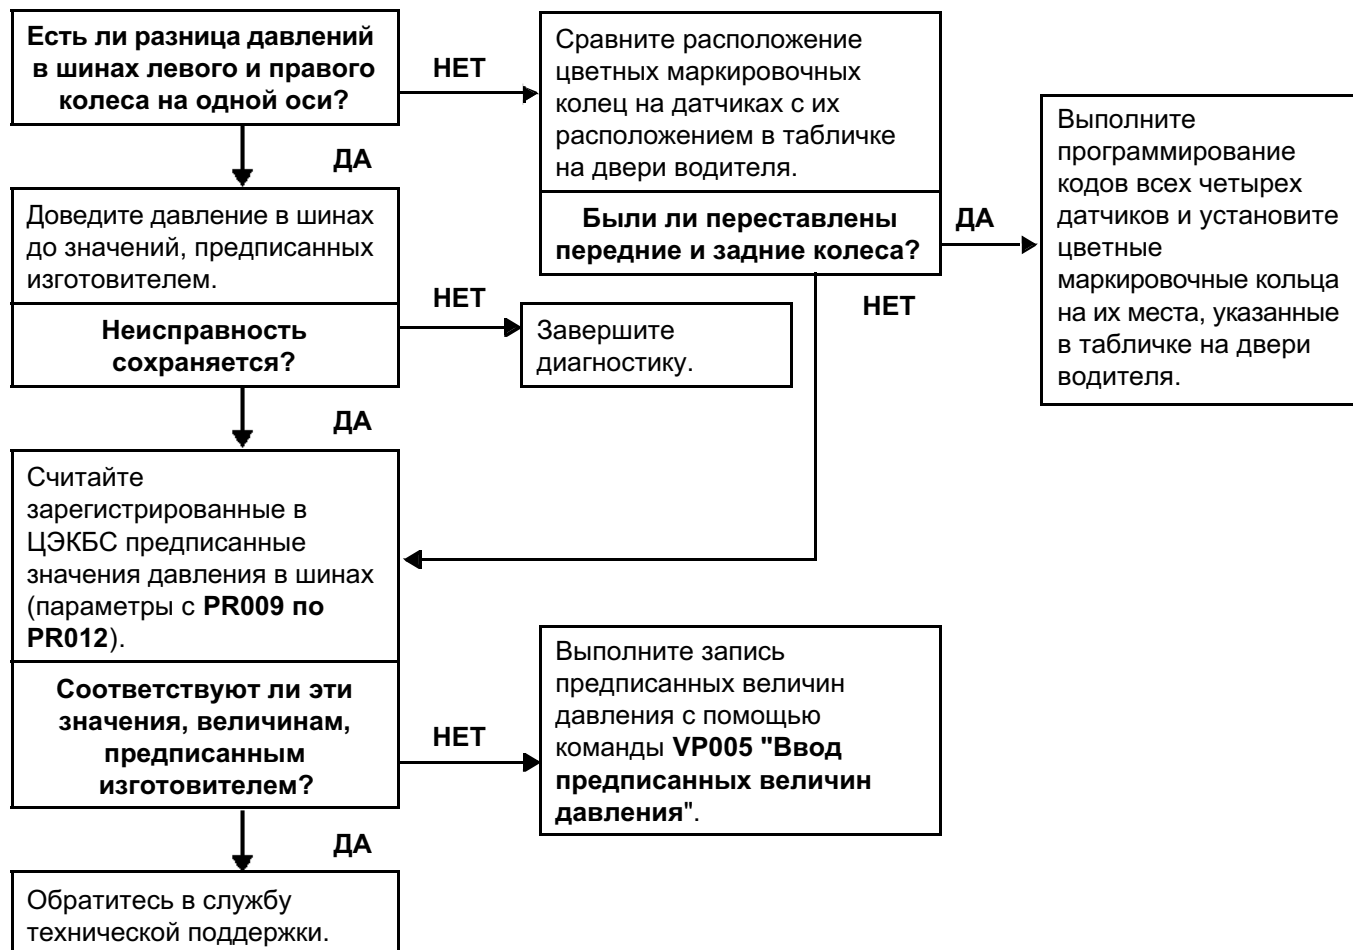 Есть ли разница давлений
в шинах левого и правого
колеса на одной оси?
НЕТ
ДА
Сравните расположение
цветных маркировочных
колец на датчиках с их
расположением в табличке
на двери водителя.
Были ли переставлены
передние и задние колеса?
ДА
НЕТ
Выполните
программирование
кодов всех четырех
датчиков и установите
цветные
маркировочные кольца
на их места, указанные
в табличке на двери
водителя.
Доведите давление в шинах
до значений, предписанных
изготовителем.
Неисправность
сохраняется?
НЕТ
ДА
Завершите
диагностику.
Считайте
зарегистрированные в
ЦЭКБС предписанные
значения давления в шинах
(параметры с PR009 по
PR012).
Соответствуют ли эти
значения, величинам,
предписанным
изготовителем?
НЕТ
ДА
Выполните запись
предписанных величин
давления с помощью
команды VP005 "Ввод
предписанных величин
давления".
Обратитесь в службу
технической поддержки.